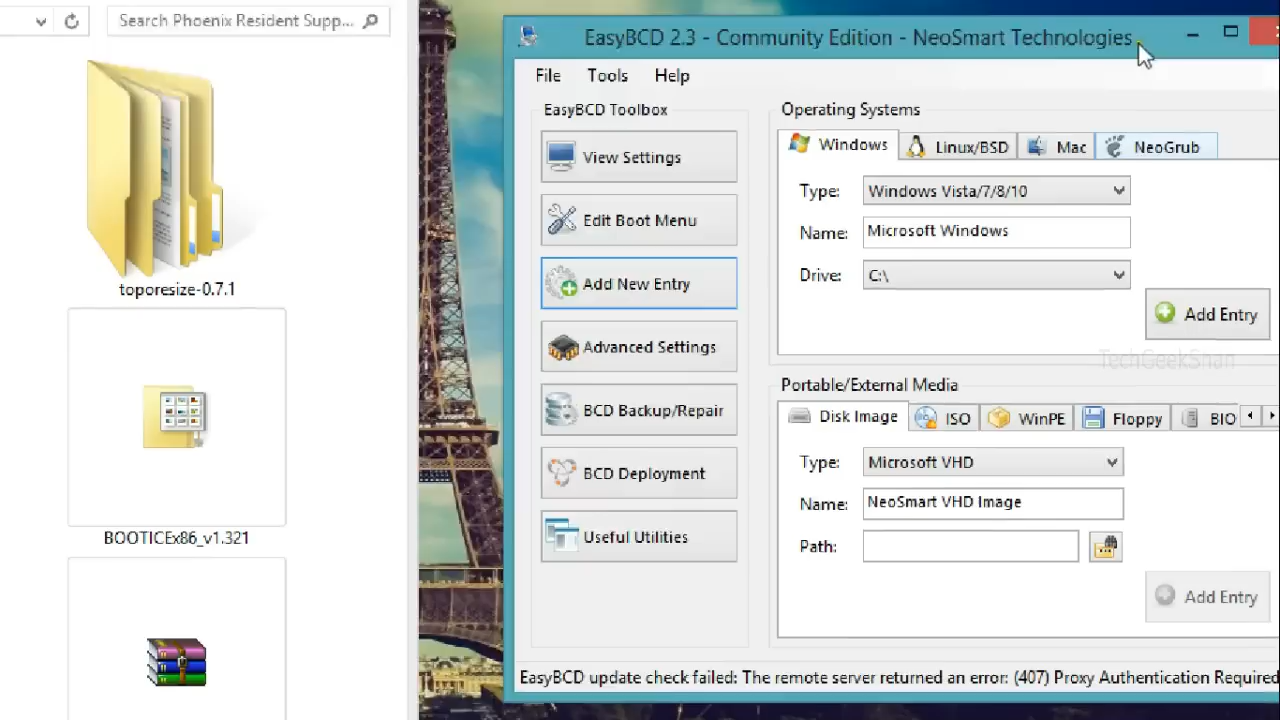 Search Phoenix Resident Supp...
toporesize-0.7.1
BOOTICEx86_v1.321
EasyBCD 2.3 - Community Edition - NeoSmart Technologies
File Tools Help
EasyBCD Toolbox
View Settings
Edit Boot Menu
Add New Entry
Advanced Settings
BCD Backup/Repair
BCD Deployment
Useful Utilities
Operating Systems
Windows Linux/BSD Mac NeoGrub
Type: Windows Vista/7/8/10
Name: Microsoft Windows
Drive: C:\
Add Entry
TechGeekShan
Portable/External Media
Disk Image ISO WinPE Floppy BIO
Type: Microsoft VHD
Name: NeoSmart VHD Image
Path:
Add Entry
EasyBCD update check failed: The remote server returned an error: (407) Proxy Authentication Required